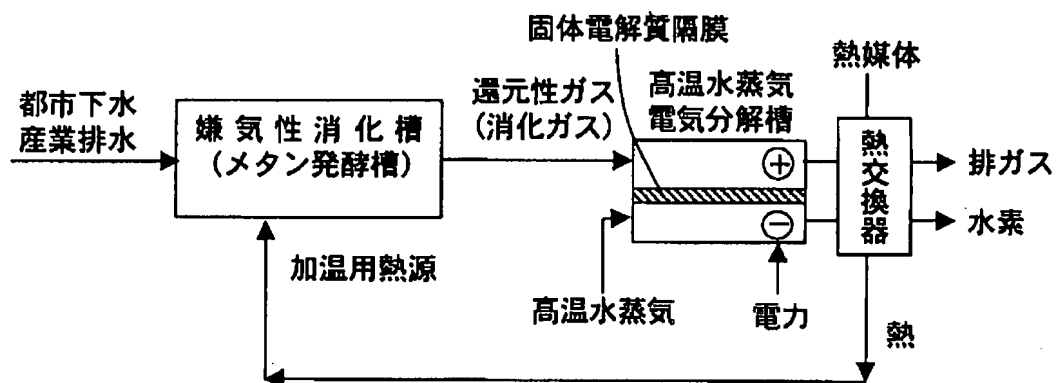 固体電解質隔膜
熱媒体
都市下水
産業排水
嫌気性消化槽
(メタン発酵槽)
還元性ガス
(消化ガス)
高温水蒸気
電気分解槽
+
−
熱交換器
排ガス
水素
加温用熱源
高温水蒸気
電力
熱